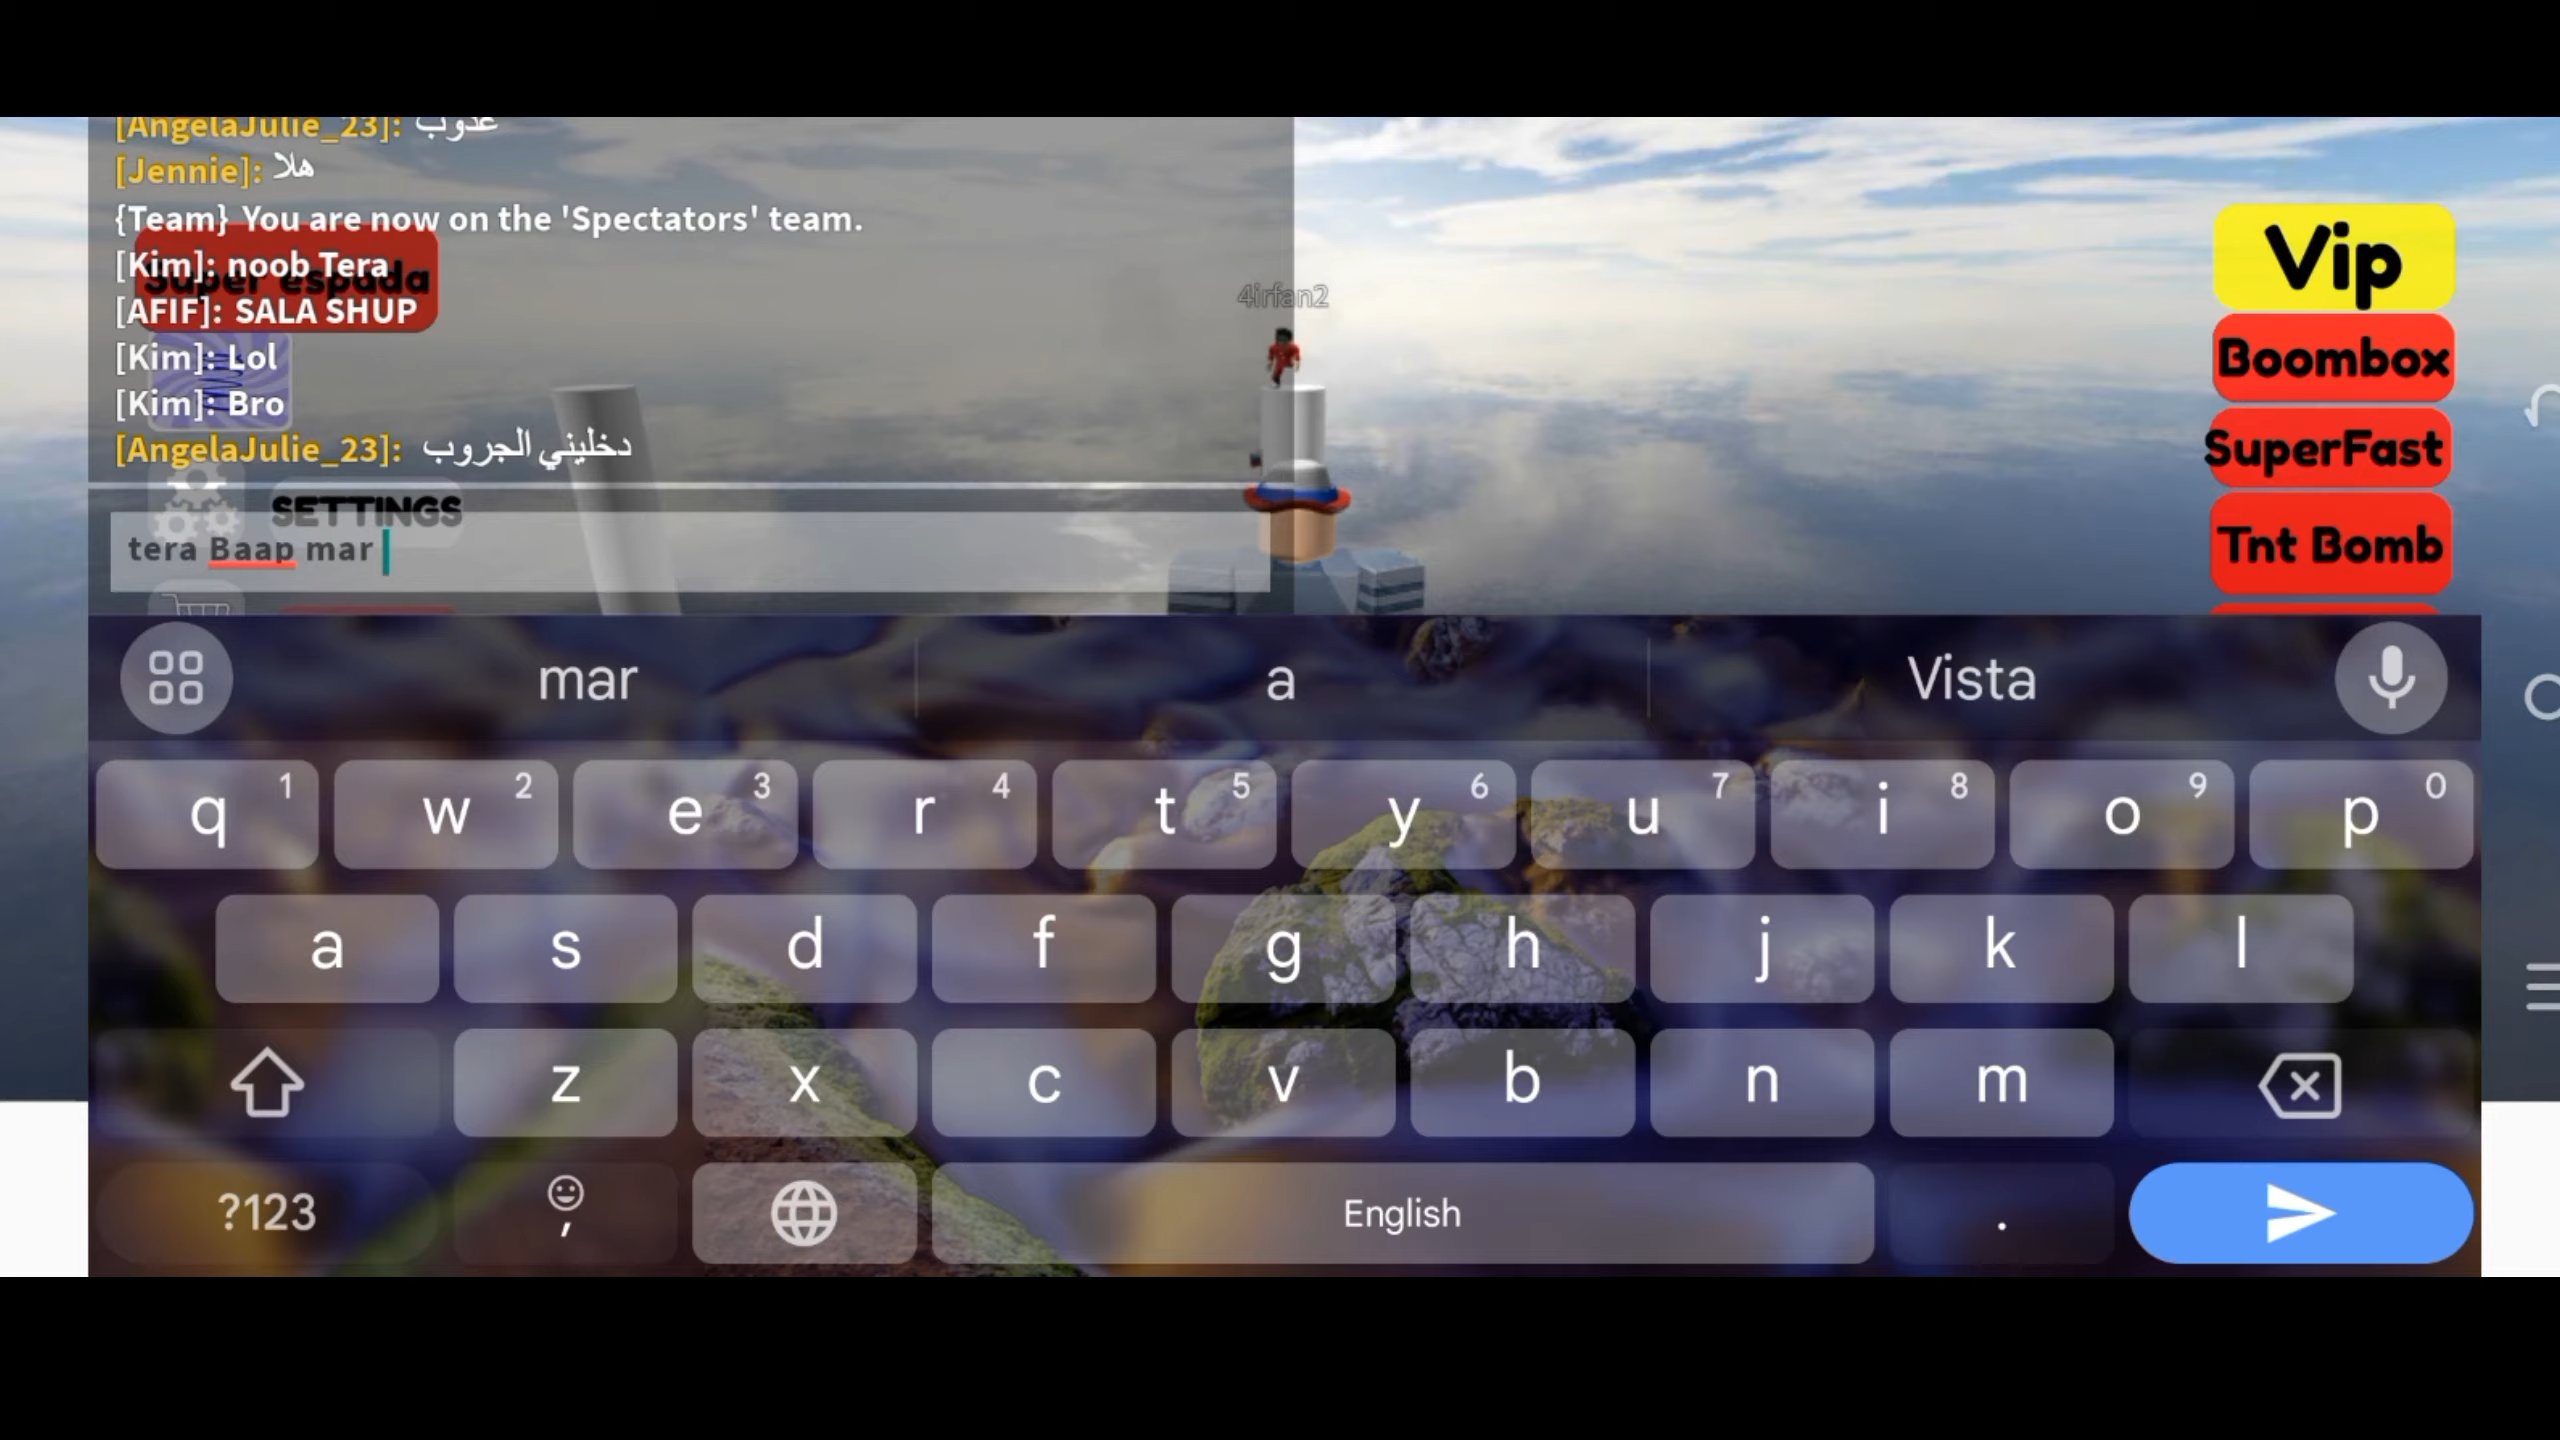 [AngelaJulie_23]: عدوب
[Jennie]: هلا
{Team} You are now on the 'Spectators' team.
[Kim]: noob Tera
Super espada
[AFIF]: SALA SHUP
[Kim]: Lol
[Kim]: Bro
[AngelaJulie_23]: دخليني الجروب
SETTINGS
tera Baap mar
4irfan2
Vip
Boombox
SuperFast
Tnt Bomb
mar a Vista
q 1 w 2 e 3 r 4 t 5 y 6 u 7 i 8 o 9 p 0
a s d f g h j k l
z x c v b n m
?123 , English .